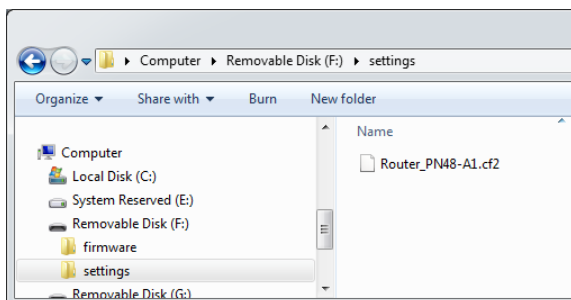 Computer Removable Disk (F:) settings
Organize Share with Burn New folder
Computer
Local Disk (C:)
System Reserved (E:)
Removable Disk (F:)
firmware
settings
Removable Disk (G:)
Name
Router_PN48-A1.cf2